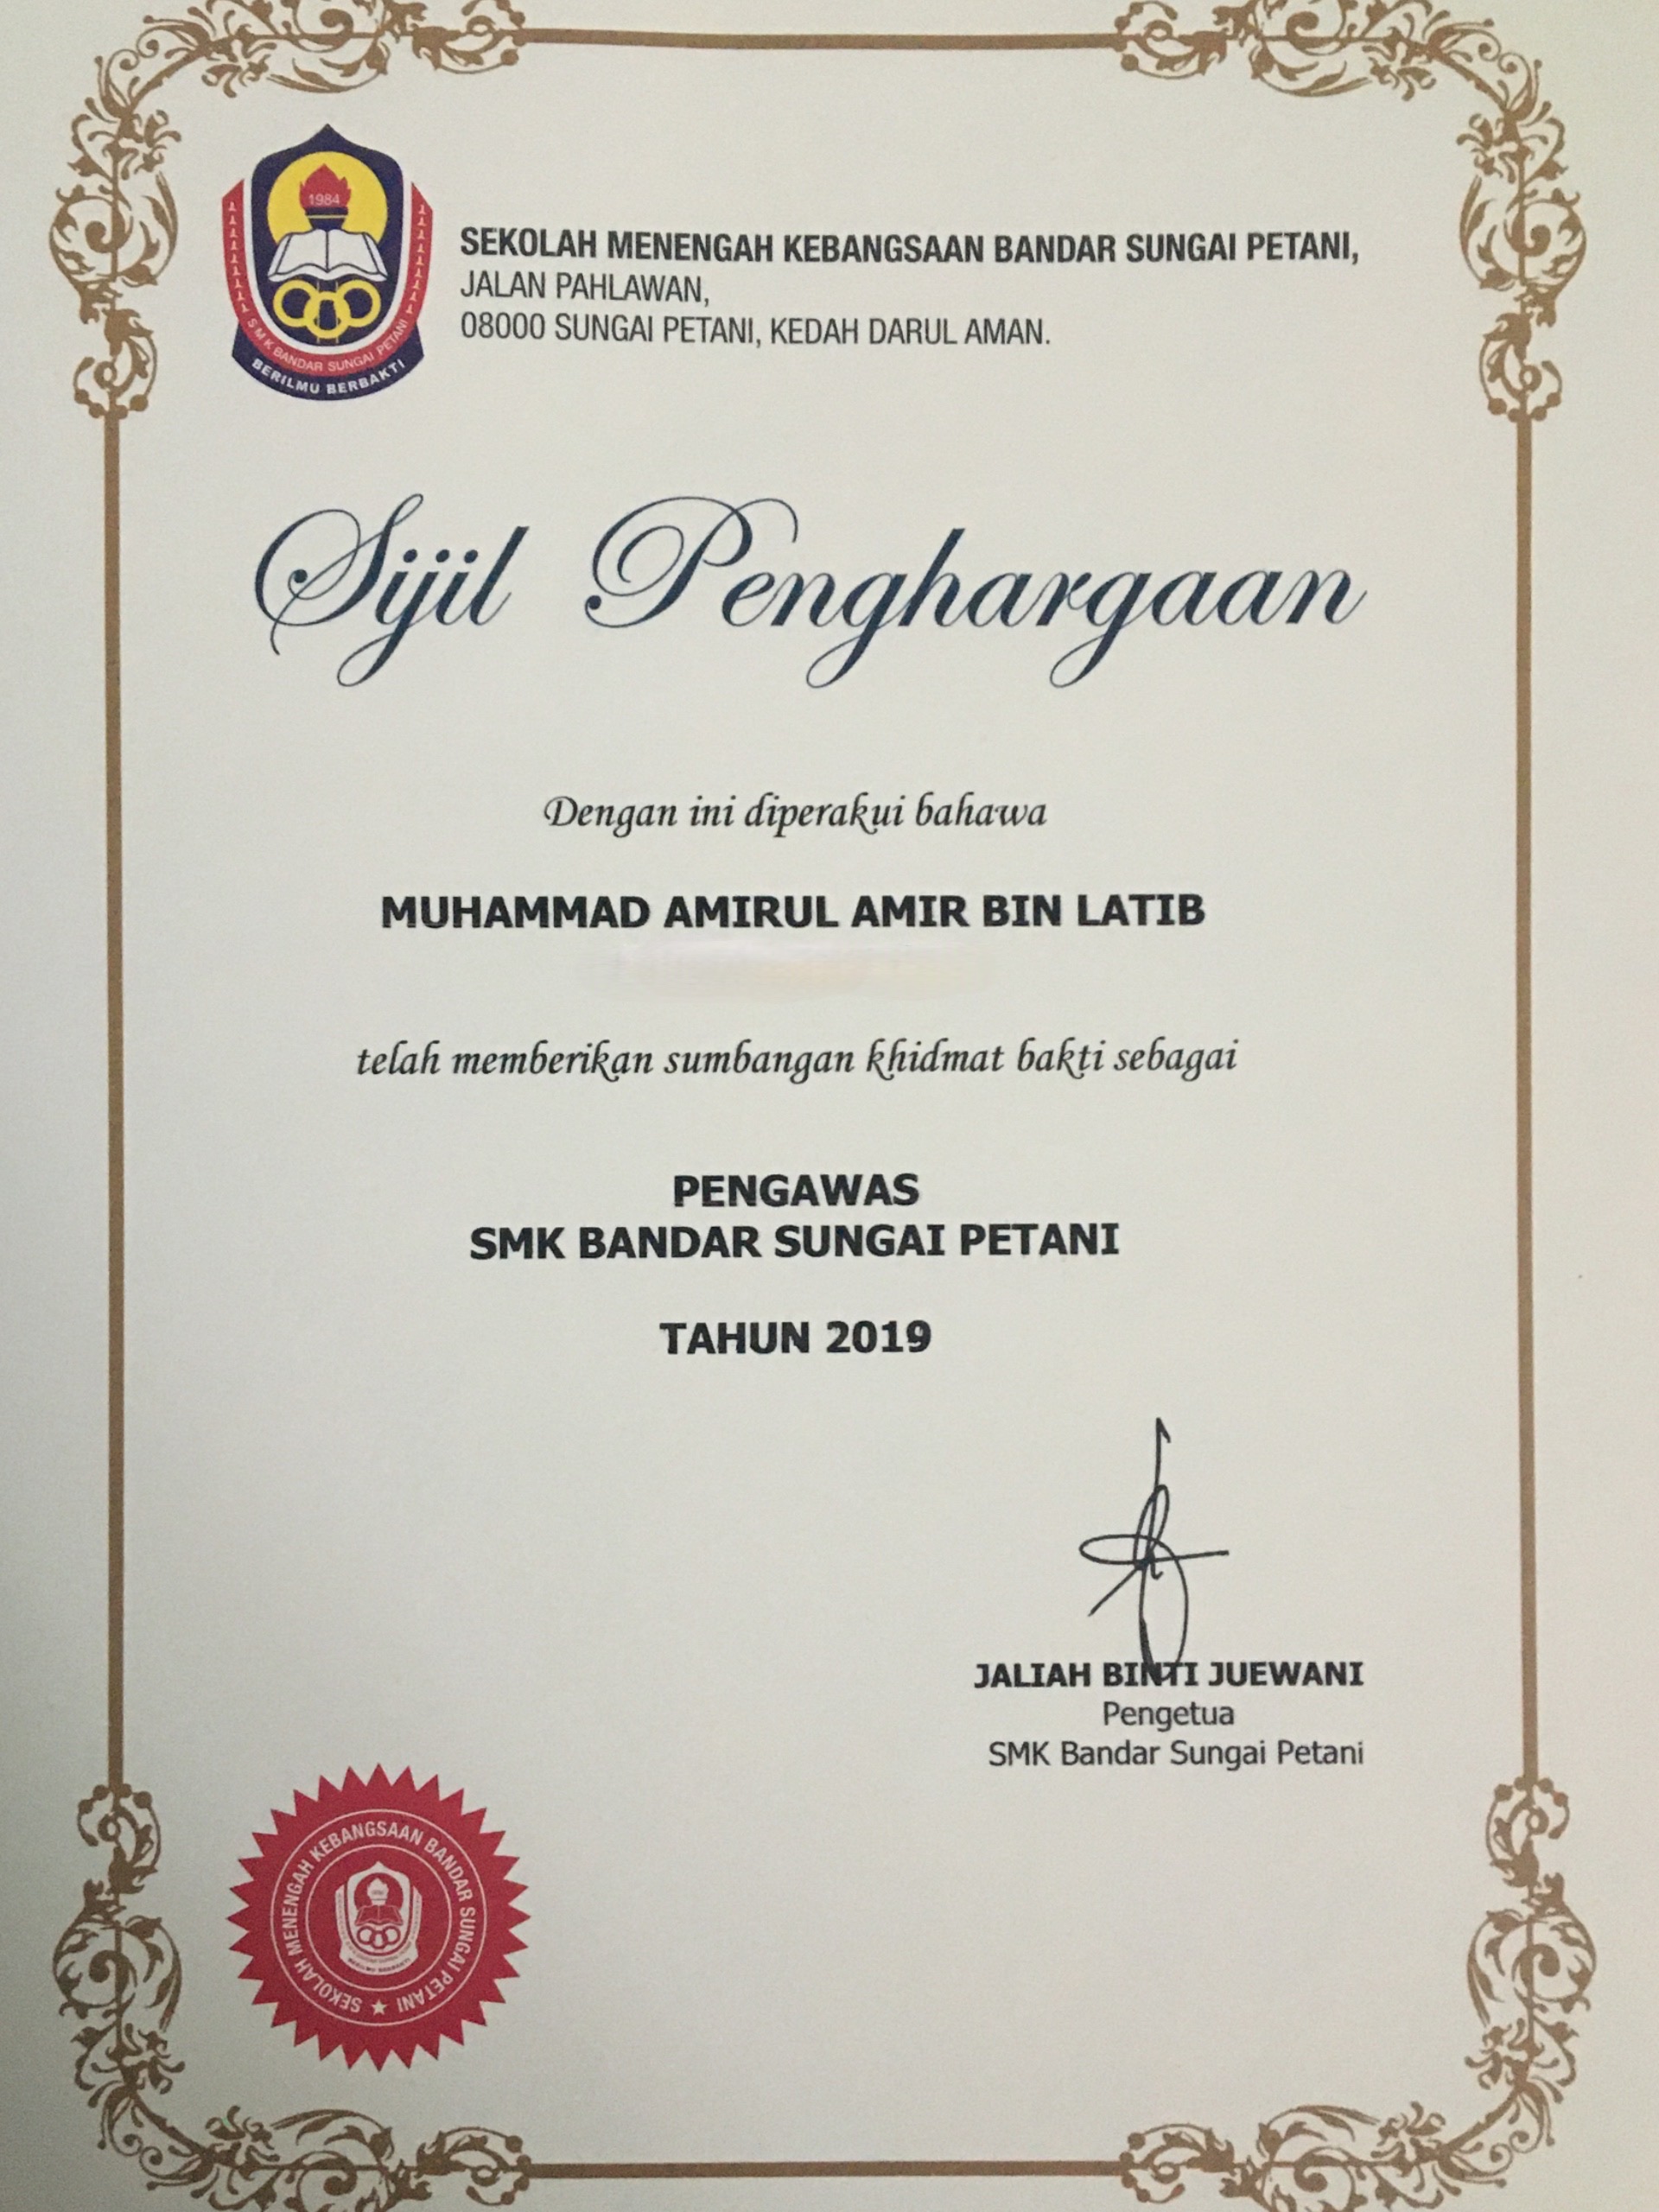 1984
SMK BANDAR SUNGAI PETANI
BERILMU BERBAKTI
SEKOLAH MENENGAH KEBANGSAAN BANDAR SUNGAI PETANI,
JALAN PAHLAWAN,
08000 SUNGAI PETANI, KEDAH DARUL AMAN.
Sijil Penghargaan
Dengan ini diperakui bahawa
MUHAMMAD AMIRUL AMIR BIN LATIB
telah memberikan sumbangan khidmat bakti sebagai
PENGAWAS
SMK BANDAR SUNGAI PETANI
TAHUN 2019
JALIAH BINTI JUEWANI
Pengetua
SMK Bandar Sungai Petani
SEKOLAH MENENGAH KEBANGSAAN BANDAR SUNGAI PETANI ★